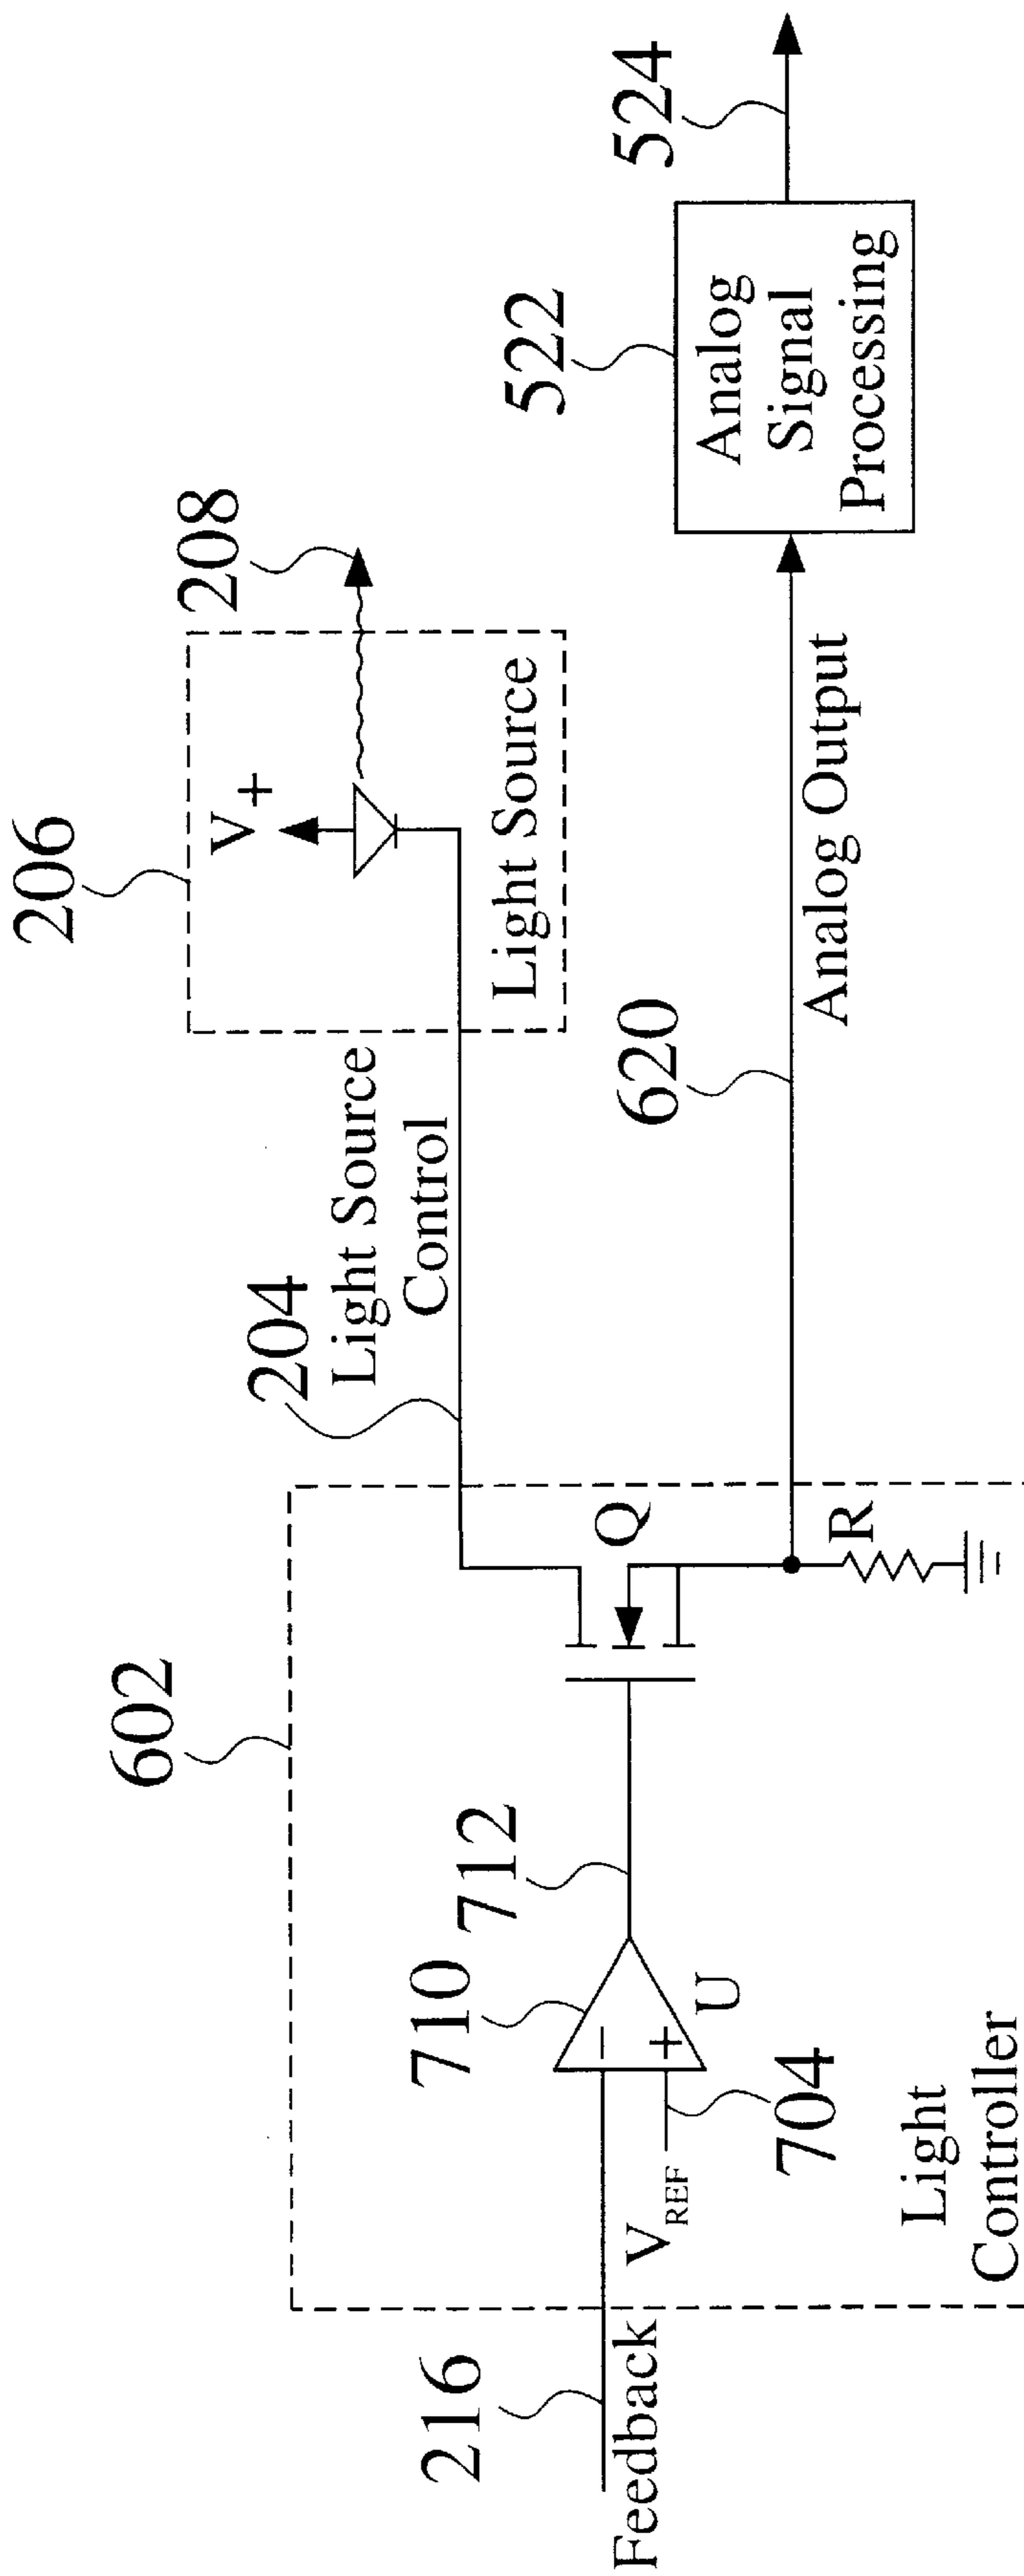 206
V+
208
Light Source
204
Light Source
Control
602
710
712
−
+
U
704
VREF
216
Feedback
Light
Controller
Q
R
620
Analog Output
522
Analog
Signal
Processing
524